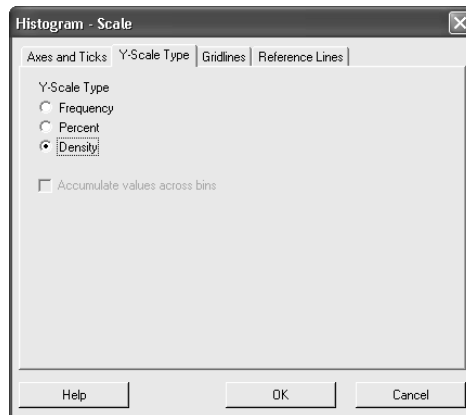 Histogram - Scale
Axes and Ticks Y-Scale Type Gridlines Reference Lines
Y-Scale Type
Frequency
Percent
Density
Accumulate values across bins
Help OK Cancel